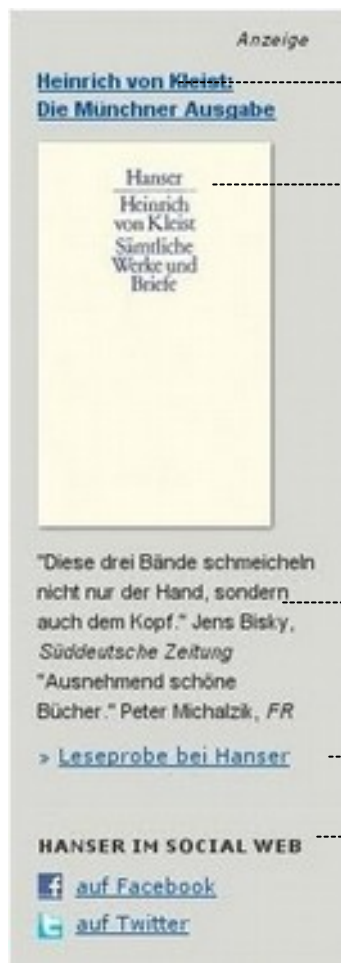 Anzeige
Heinrich von Kleist:
Die Münchner Ausgabe
Hanser
Heinrich
von Kleist
Sämtliche
Werke und
Briefe
"Diese drei Bände schmeicheln
nicht nur der Hand, sondern
auch dem Kopf." Jens Bisky,
Süddeutsche Zeitung
"Ausnehmend schöne
Bücher." Peter Michalzik, FR
» Leseprobe bei Hanser
HANSER IM SOCIAL WEB
f auf Facebook
t auf Twitter